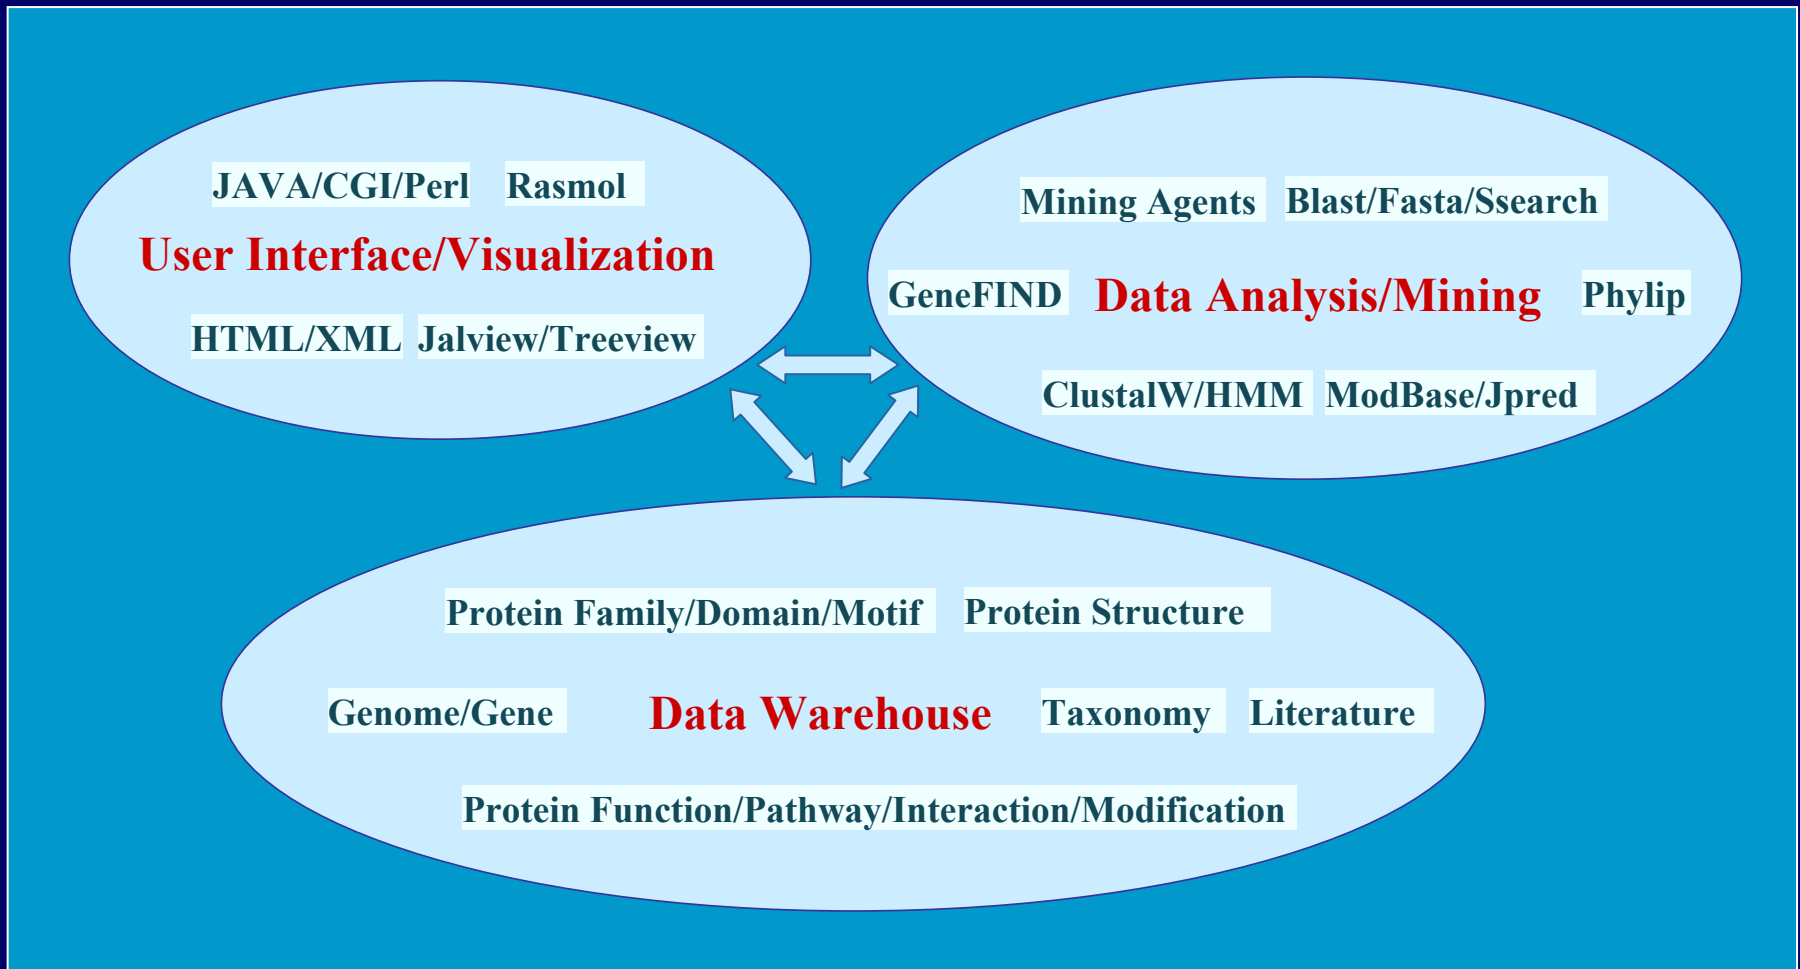 JAVA/CGI/Perl Rasmol
User Interface/Visualization
HTML/XML Jalview/Treeview
Mining Agents Blast/Fasta/Ssearch
GeneFIND Data Analysis/Mining Phylip
ClustalW/HMM ModBase/Jpred
Protein Family/Domain/Motif Protein Structure
Genome/Gene Data Warehouse Taxonomy Literature
Protein Function/Pathway/Interaction/Modification